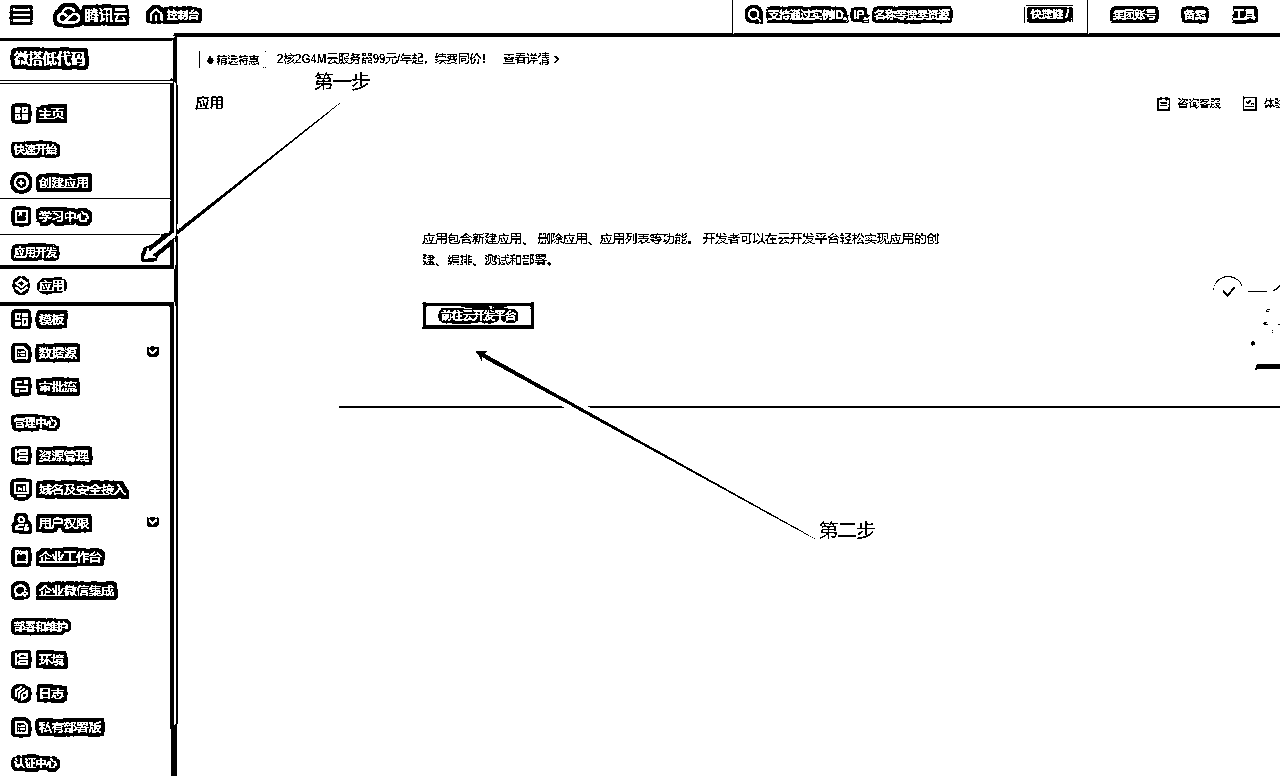 腾讯云 控制台 支持通过实例ID、IP、名称等搜索资源 快捷键/ 集团账号 备案 工具
微搭低代码
精选特惠 2核2G4M云服务器99元/年起，续费同价！ 查看详情 >
第一步
应用
咨询客服 体验
主页
快速开始
创建应用
学习中心
应用开发
应用
模板
数据源
审批流
管理中心
资源管理
域名及安全接入
用户权限
企业工作台
企业微信集成
部署和维护
环境
日志
私有部署版
认证中心
应用包含新建应用、 删除应用、应用列表等功能。 开发者可以在云开发平台轻松实现应用的创
建、编排、测试和部署。
前往云开发平台
第二步